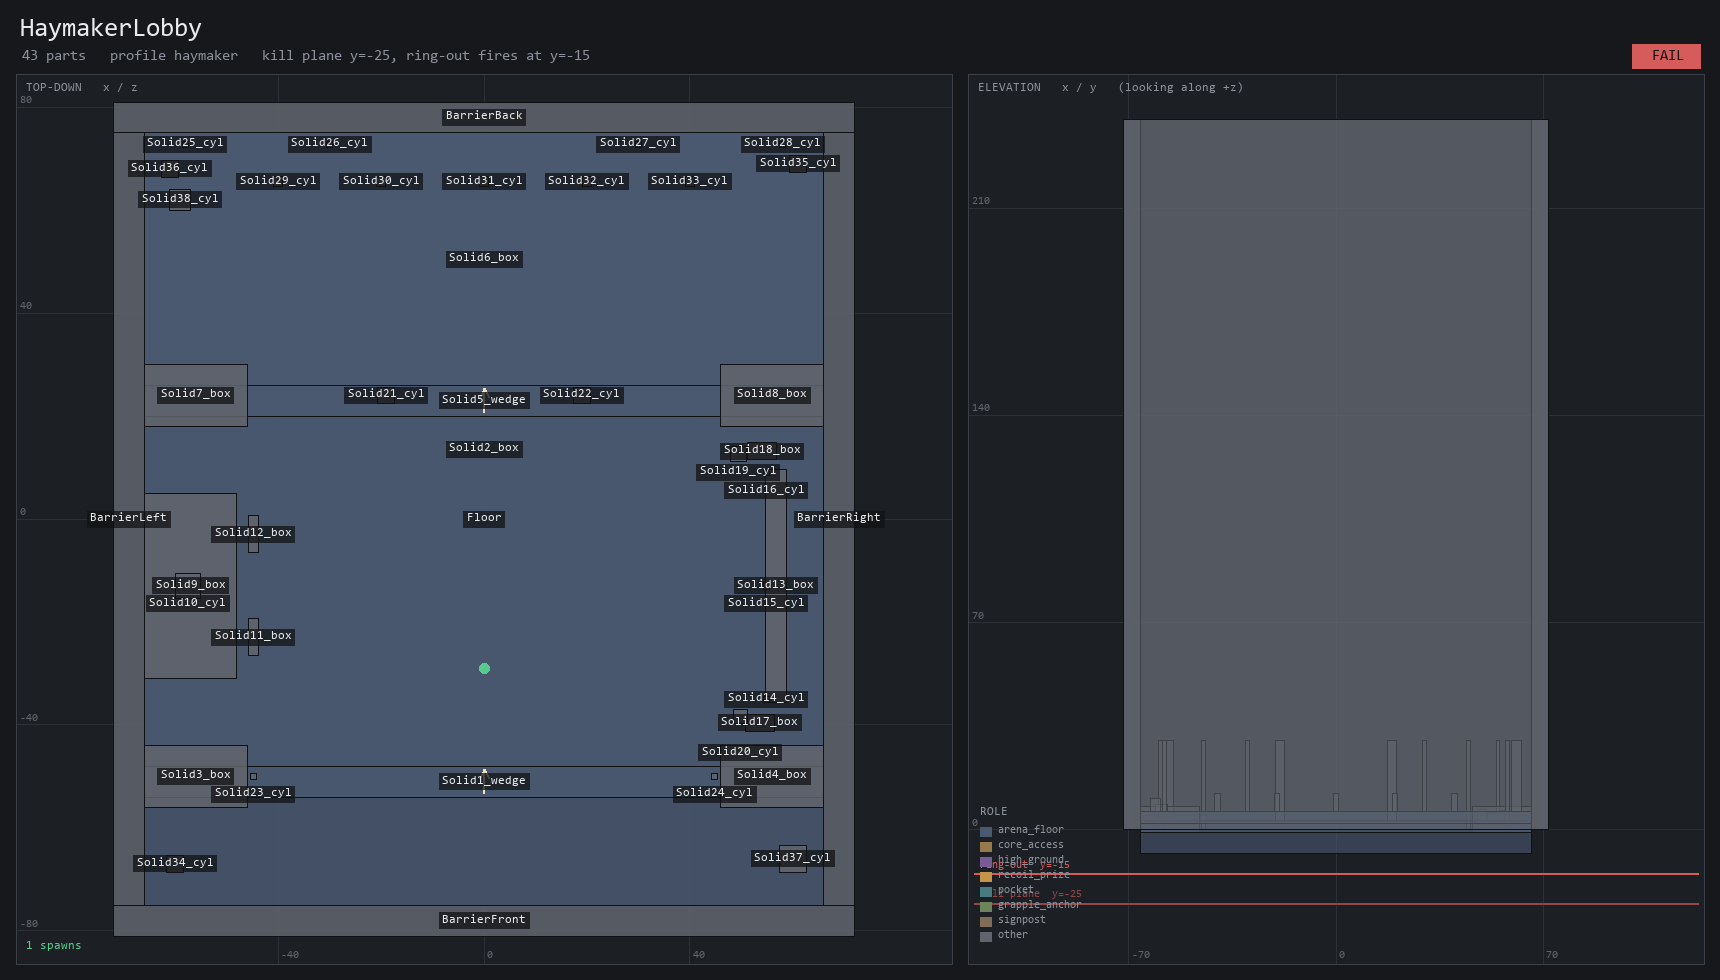 HaymakerLobby
43 parts   profile haymaker   kill plane y=-25, ring-out fires at y=-15
FAIL
TOP-DOWN   x / z
80
BarrierBack
Solid25_cyl
Solid26_cyl
Solid27_cyl
Solid28_cyl
Solid36_cyl
Solid35_cyl
Solid29_cyl
Solid30_cyl
Solid31_cyl
Solid32_cyl
Solid33_cyl
Solid38_cyl
Solid6_box
40
Solid7_box
Solid21_cyl
Solid5_wedge
Solid22_cyl
Solid8_box
Solid2_box
Solid18_box
Solid19_cyl
Solid16_cyl
0
BarrierLeft
Floor
BarrierRight
Solid12_box
Solid9_box
Solid13_box
Solid10_cyl
Solid15_cyl
Solid11_box
Solid14_cyl
-40
Solid17_box
Solid20_cyl
Solid3_box
Solid1_wedge
Solid4_box
Solid23_cyl
Solid24_cyl
Solid34_cyl
Solid37_cyl
-80
BarrierFront
1 spawns
-40
0
40
ELEVATION   x / y   (looking along +z)
210
140
70
0
ROLE
arena_floor
core_access
high_ground
y=-15
recoil_prize
pocket
plane y=-25
grapple_anchor
signpost
other
-70
0
70